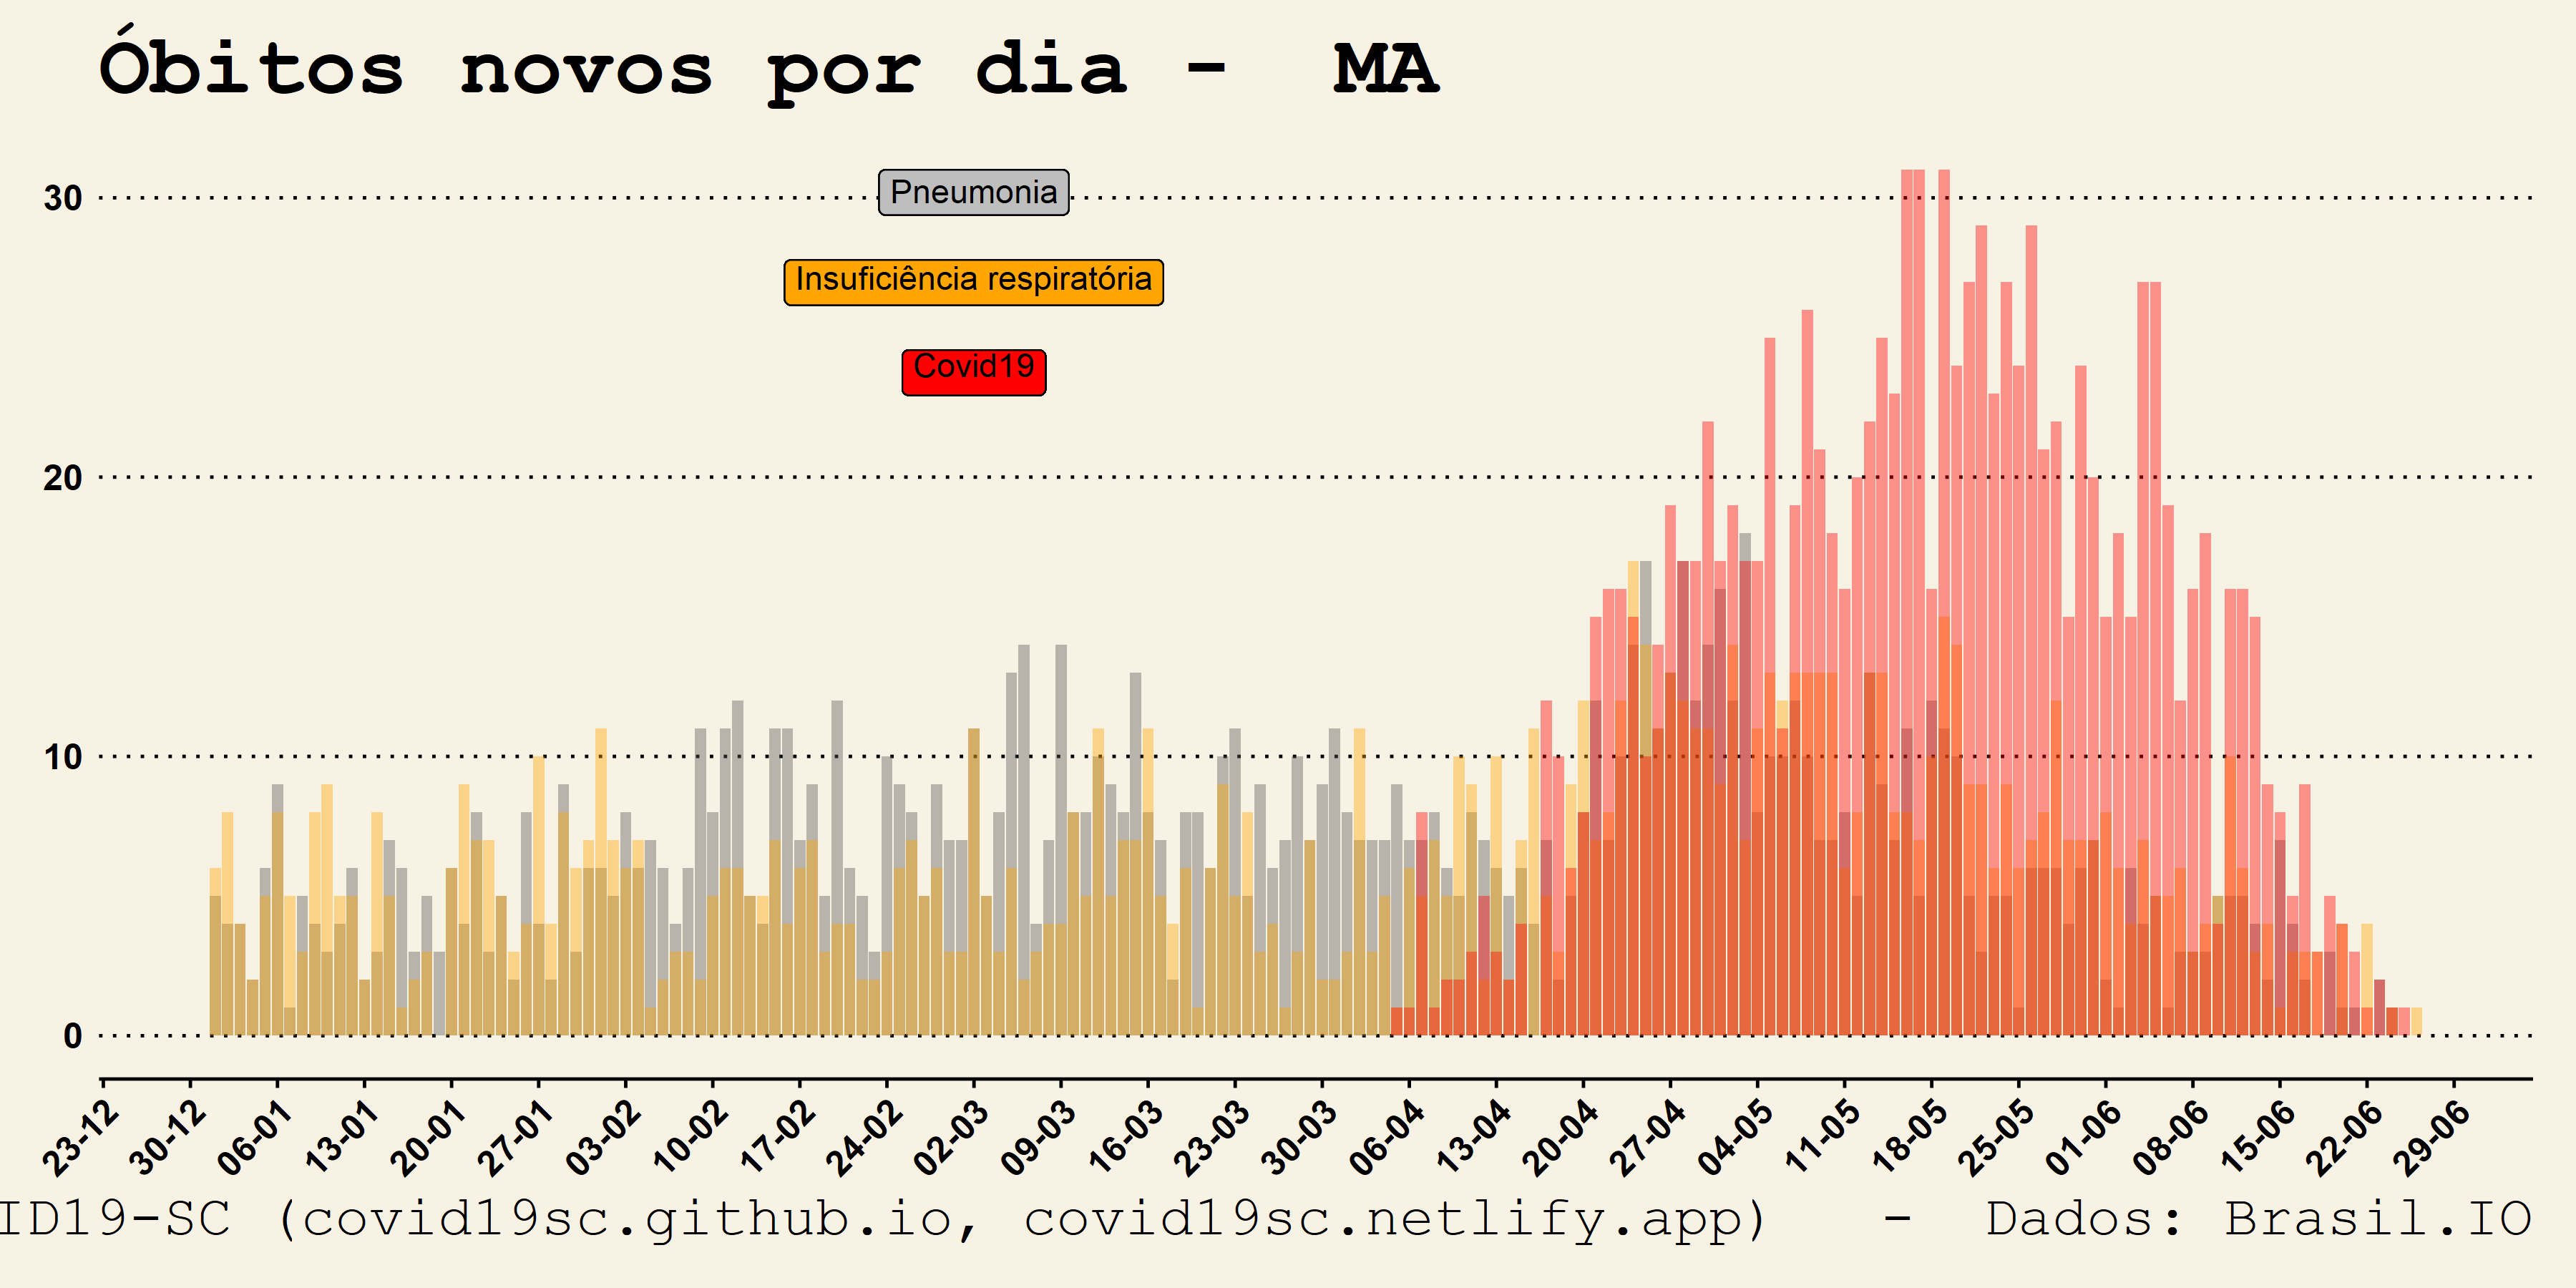 Óbitos novos por dia - MA
Pneumonia
Insuficiência respiratória
Covid19
30
20
10
0
23-12 30-12 06-01 13-01 20-01 27-01 03-02 10-02 17-02 24-02 02-03 09-03 16-03 23-03 30-03 06-04 13-04 20-04 27-04 04-05 11-05 18-05 25-05 01-06 08-06 15-06 22-06 29-06
ID19-SC (covid19sc.github.io, covid19sc.netlify.app) - Dados: Brasil.IO